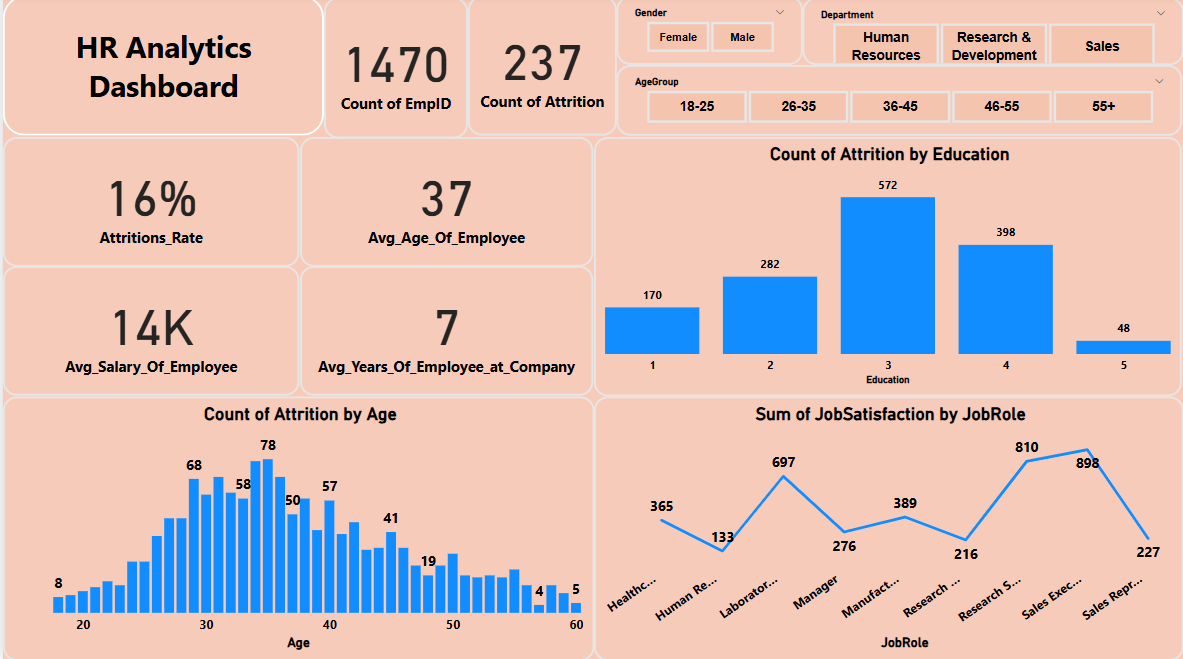 HR Analytics
Dashboard
1470
Count of EmpID
237
Count of Attrition
Gender
Female
Male
Department
Human
Resources
Research &
Development
Sales
AgeGroup
18-25
26-35
36-45
46-55
55+
16%
Attritions_Rate
37
Avg_Age_Of_Employee
14K
Avg_Salary_Of_Employee
7
Avg_Years_Of_Employee_at_Company
Count of Attrition by Education
572
398
282
170
48
1 2 3 4 5
Education
Count of Attrition by Age
78
68
58
50
57
41
19
8
4
5
20 30 40 50 60
Age
Sum of JobSatisfaction by JobRole
365
133
697
276
389
216
810
898
227
Healthc...
Human Re...
Laborator...
Manager
Manufact...
Research ...
Research S...
Sales Exec...
Sales Repr...
JobRole